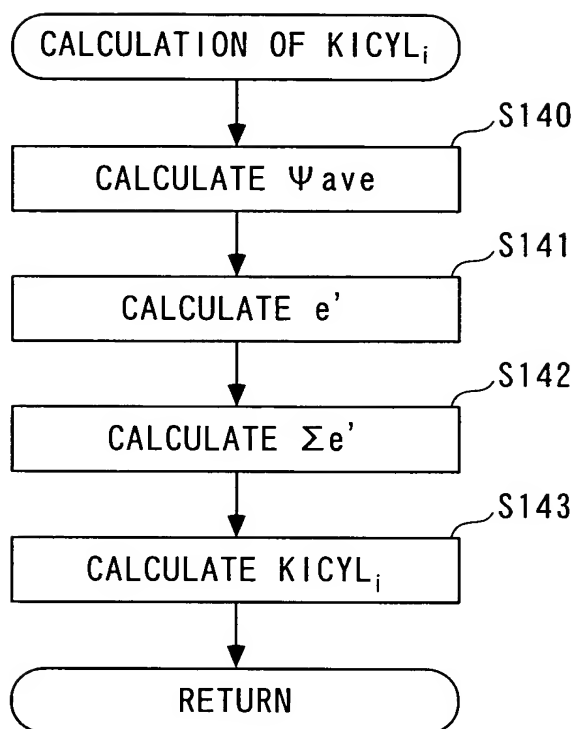 CALCULATION OF KICYLi
S140
CALCULATE Ψave
S141
CALCULATE e'
S142
CALCULATE Σe'
S143
CALCULATE KICYLi
RETURN